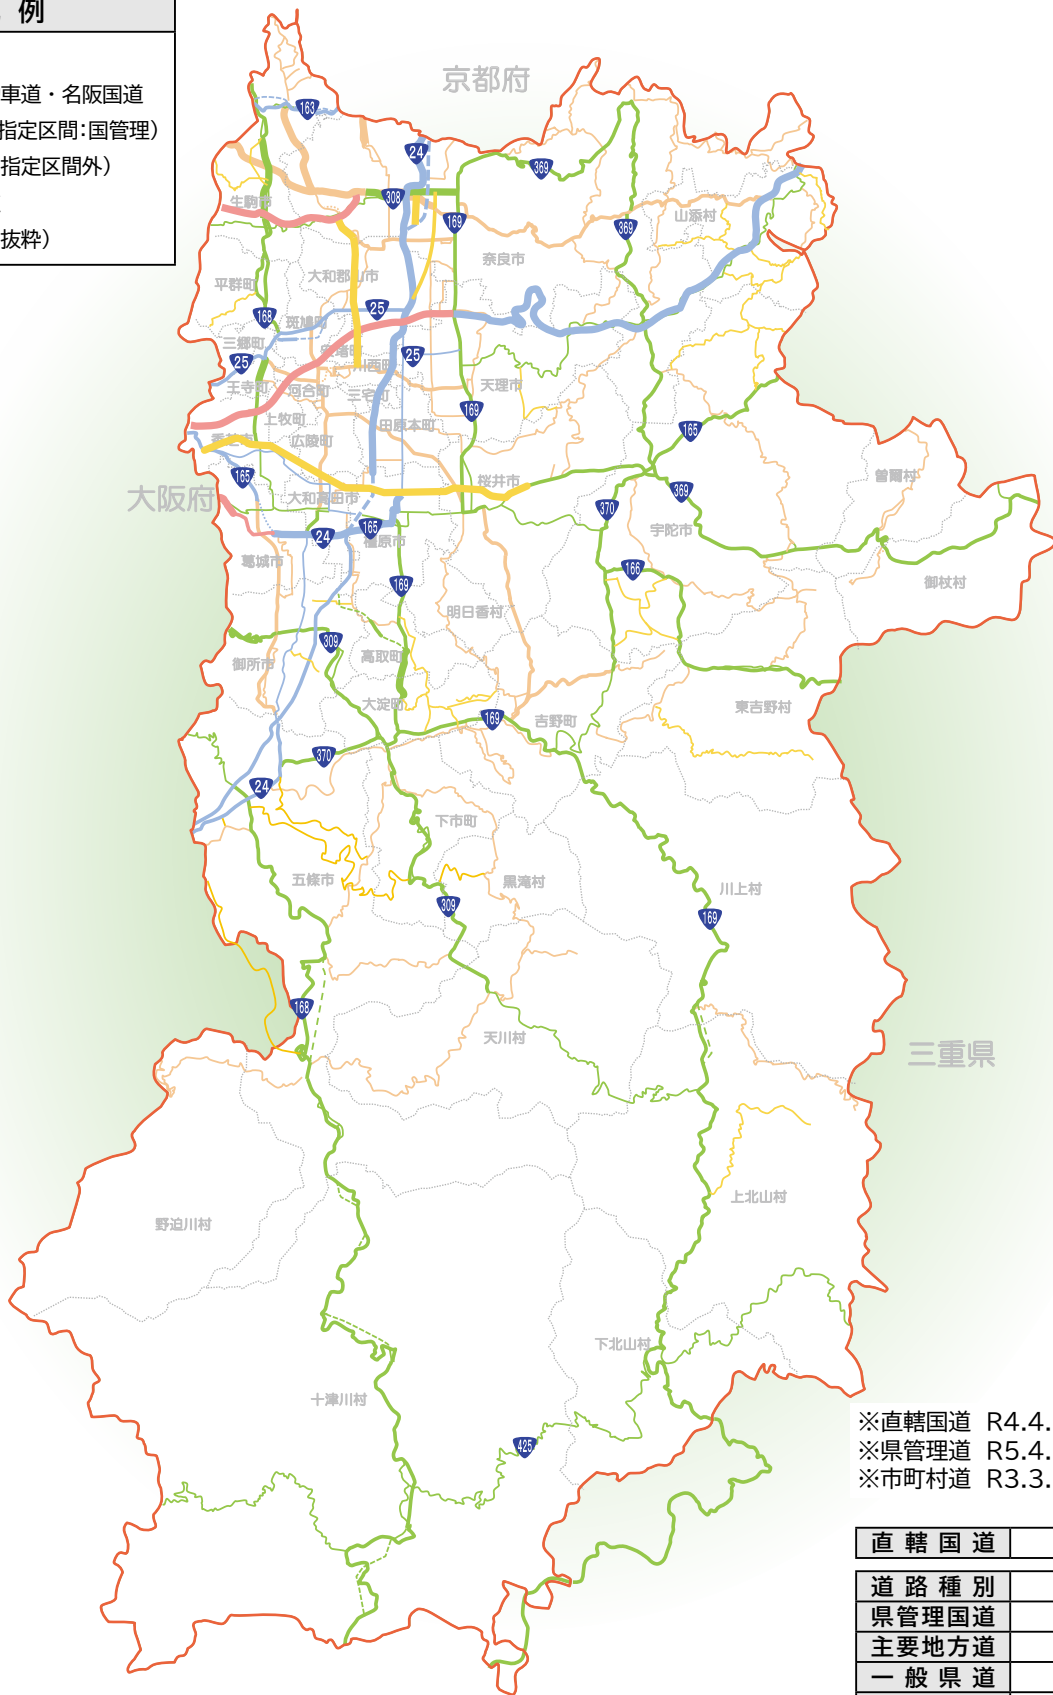 例
車道・名阪国道
指定区間:国管理)
指定区間外)
抜粋)
京都府
163
24
369
生駒市
308
169
369
山添村
奈良市
平群町
大和郡山市
168
斑鳩町
25
三郷町
安堵町
25
25
川西町
王寺町
河合町
三宅町
天理市
上牧町
169
広陵町
田原本町
香芝市
165
165
桜井市
曽爾村
大阪府
大和高田市
369
370
宇陀市
24
165
橿原市
葛城市
166
御杖村
169
明日香村
309
高取町
御所市
大淀町
169
吉野町
東吉野村
370
24
下市町
五條市
黒滝村
川上村
309
169
168
天川村
三重県
野迫川村
上北山村
下北山村
十津川村
425
※直轄国道 R4.4.
※県管理道 R5.4.
※市町村道 R3.3.
直轄国道
道路種別
県管理国道
主要地方道
一般県道